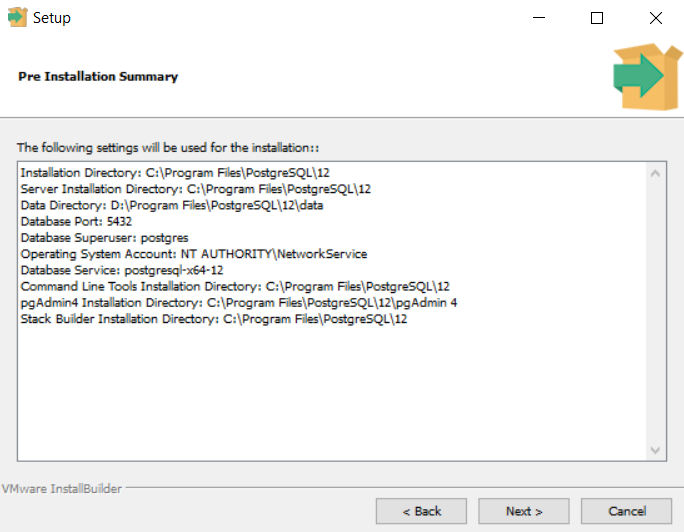 Setup
Pre Installation Summary
The following settings will be used for the installation::
Installation Directory: C:\Program Files\PostgreSQL\12
Server Installation Directory: C:\Program Files\PostgreSQL\12
Data Directory: D:\Program Files\PostgreSQL\12\data
Database Port: 5432
Database Superuser: postgres
Operating System Account: NT AUTHORITY\NetworkService
Database Service: postgresql-x64-12
Command Line Tools Installation Directory: C:\Program Files\PostgreSQL\12
pgAdmin4 Installation Directory: C:\Program Files\PostgreSQL\12\pgAdmin 4
Stack Builder Installation Directory: C:\Program Files\PostgreSQL\12
VMware InstallBuilder
< Back Next > Cancel